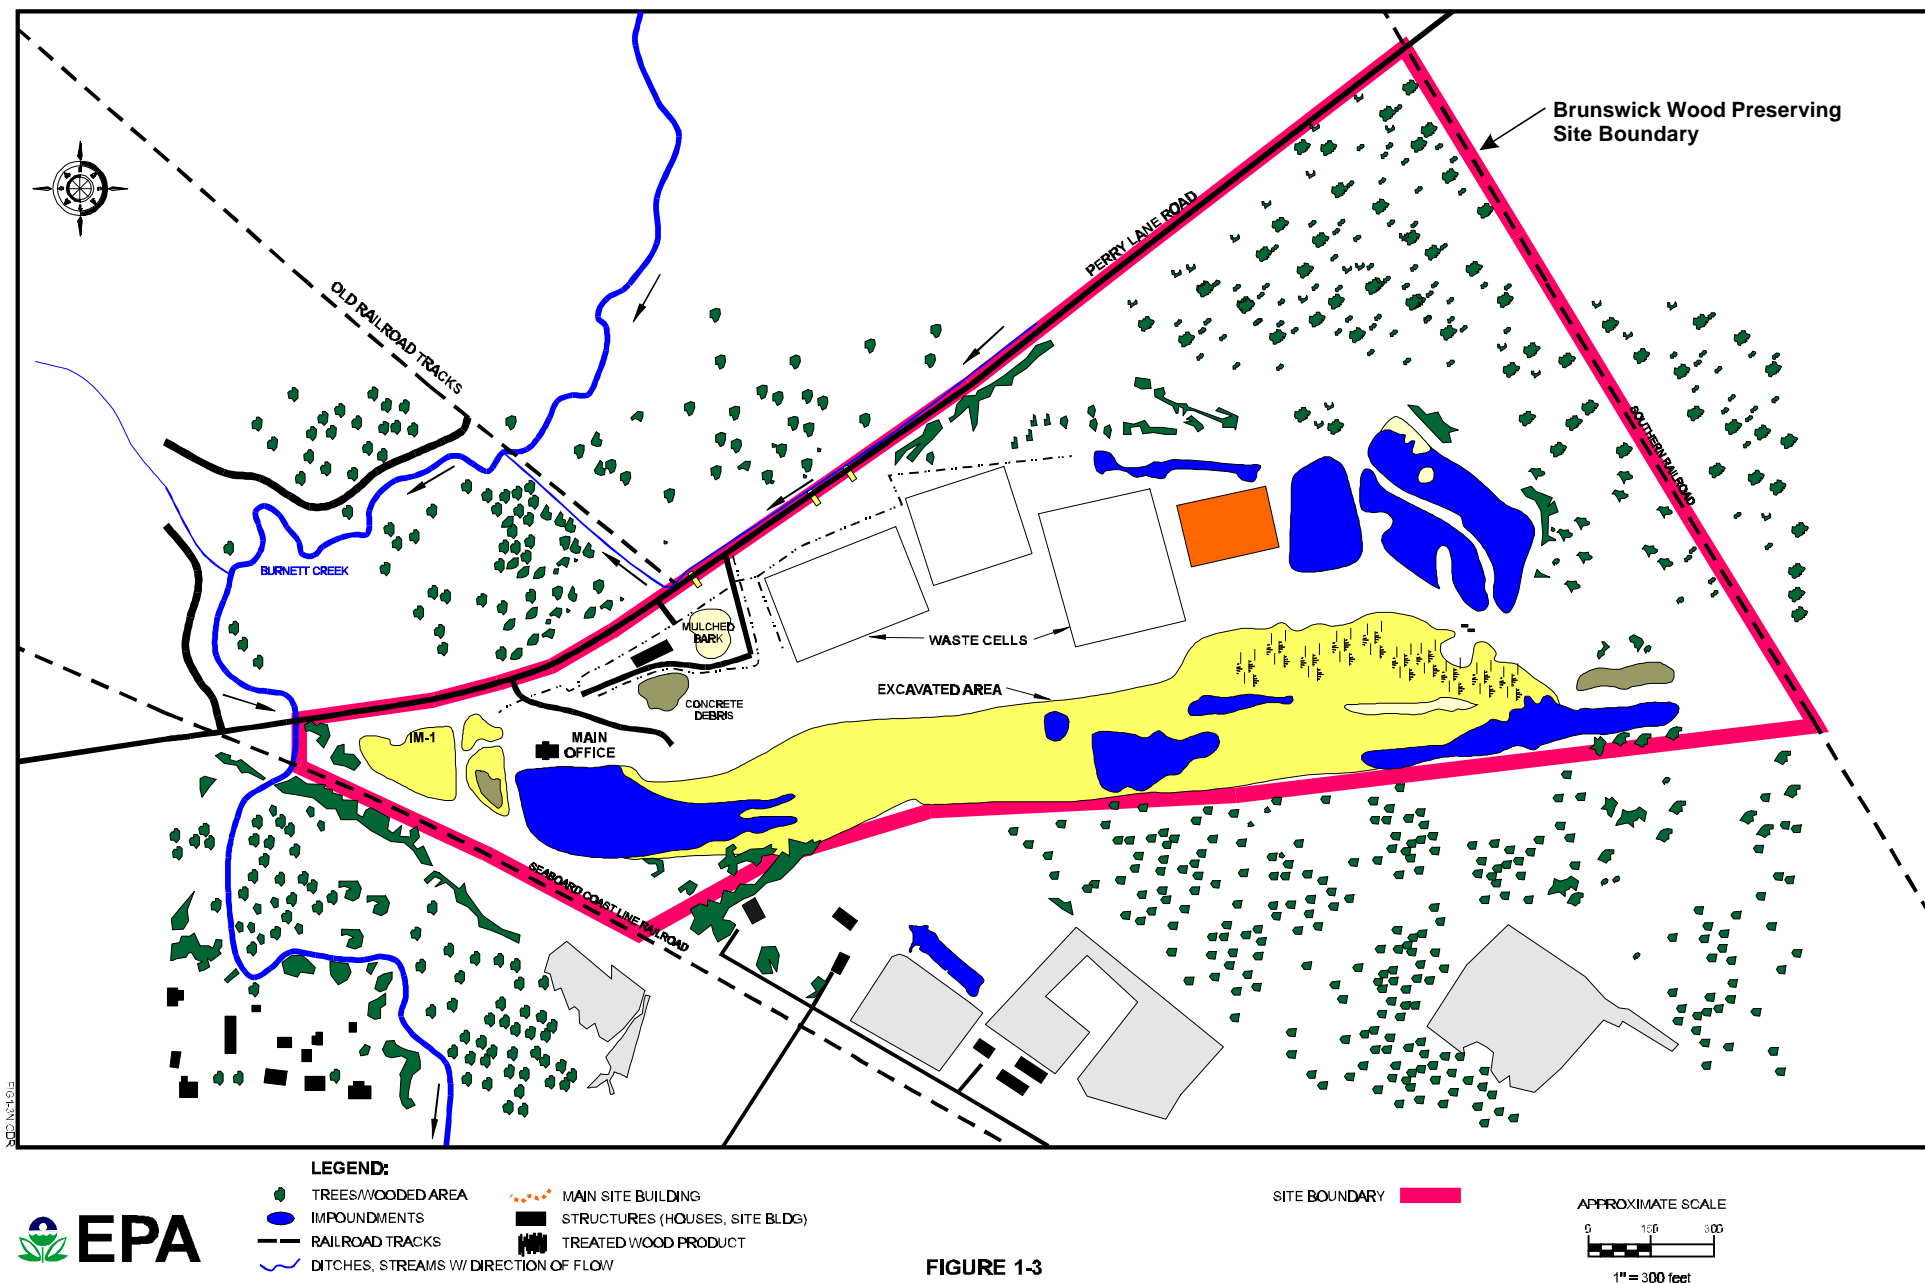 Brunswick Wood Preserving
Site Boundary
PERRY LANE ROAD
OLD RAILROAD TRACKS
SOUTHERN RAILROAD
BURNETT CREEK
MULCHED
BARK
WASTE CELLS
EXCAVATED AREA
CONCRETE
DEBRIS
IM-1
MAIN
OFFICE
SEABOARD COAST LINE RAILROAD
FIG1-3N.CDR
LEGEND:
TREES/WOODED AREA
IMPOUNDMENTS
RAILROAD TRACKS
DITCHES, STREAMS W/ DIRECTION OF FLOW
MAIN SITE BUILDING
STRUCTURES (HOUSES, SITE BLDG)
TREATED WOOD PRODUCT
SITE BOUNDARY
APPROXIMATE SCALE
0 150 300
1" = 300 feet
EPA
FIGURE 1-3